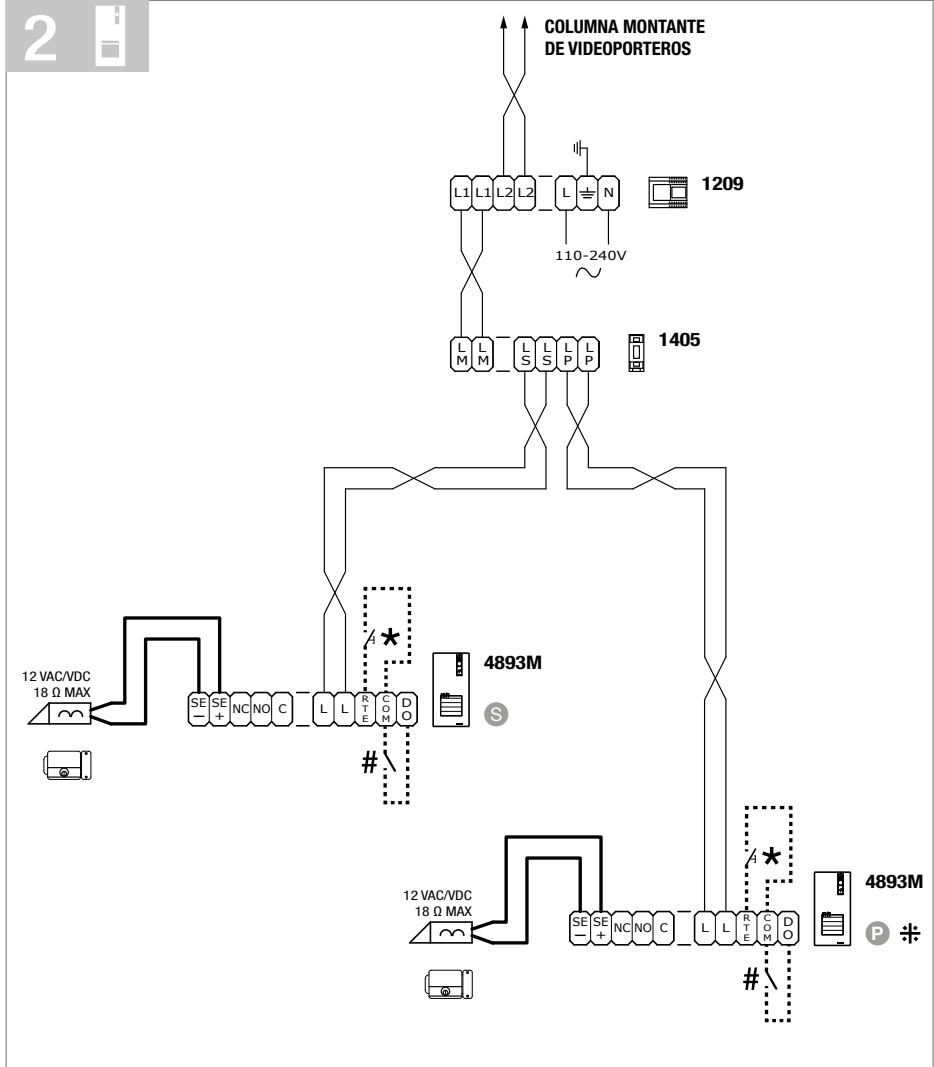 2
COLUMNA MONTANTE
DE VIDEOPORTEROS
L1 L1 L2 L2 L N
1209
110-240V
LM LM LS LS LP LP
1405
12 VAC/VDC
18 Ω MAX
SE − SE + NC NO C L L RTE COM DO
*
4893M
S
#
12 VAC/VDC
18 Ω MAX
SE − SE + NC NO C L L RTE COM DO
*
4893M
P
#